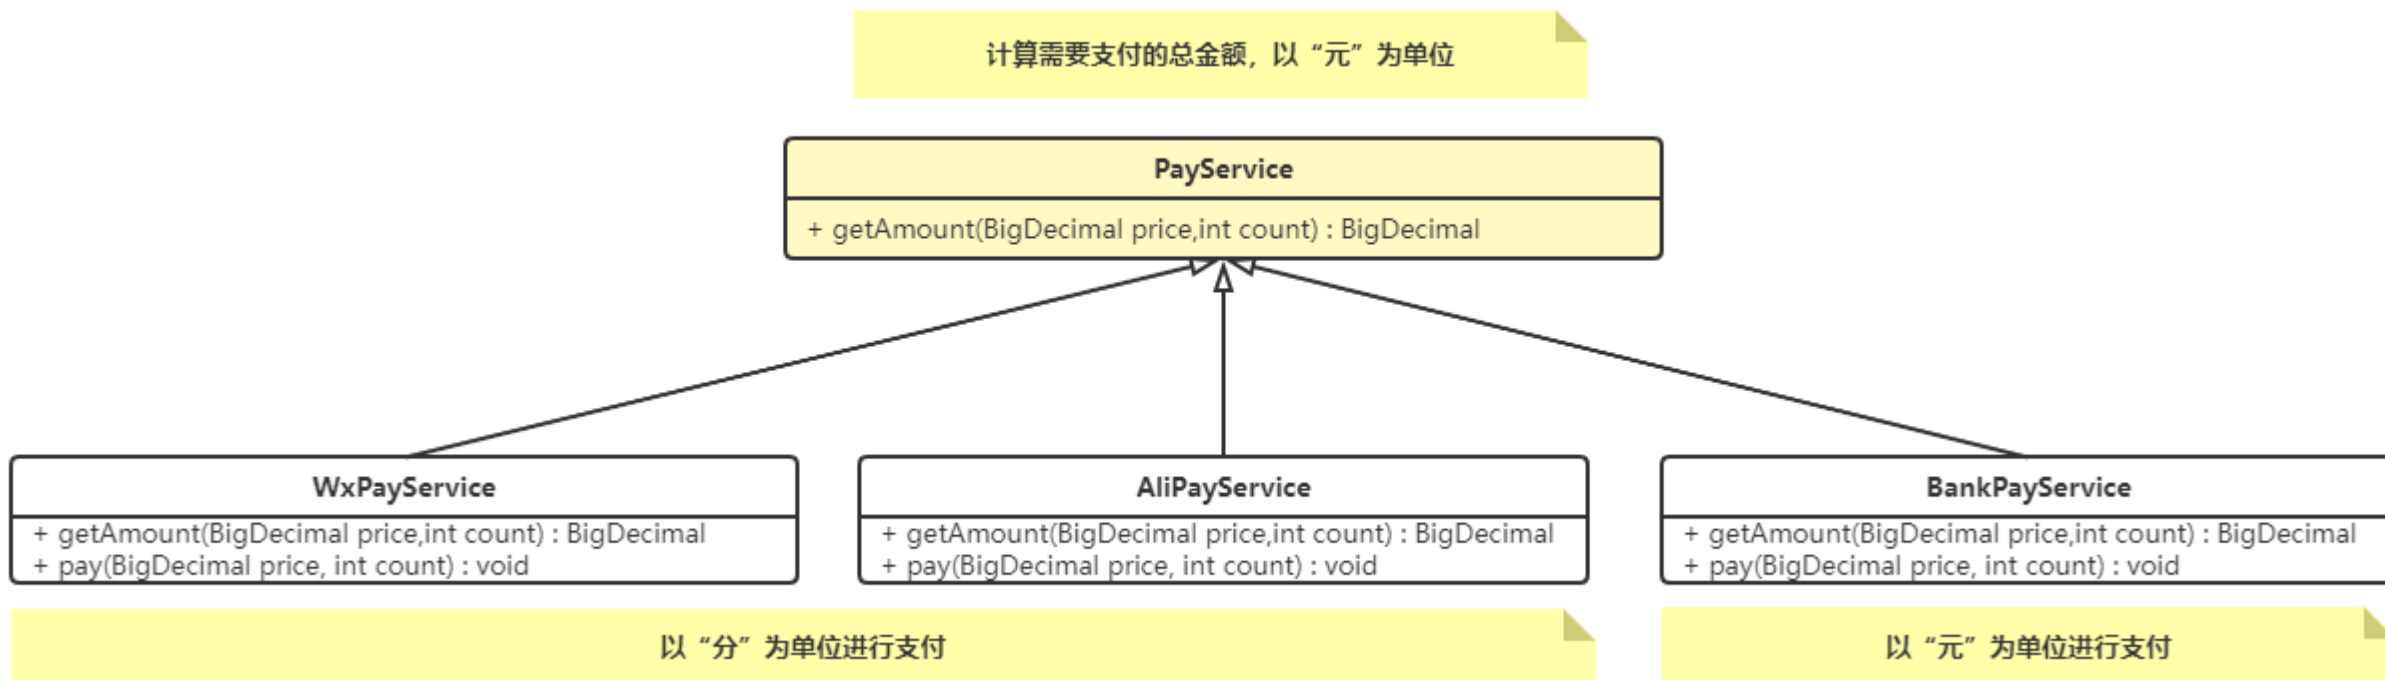 计算需要支付的总金额，以“元”为单位
PayService
+ getAmount(BigDecimal price,int count) : BigDecimal
WxPayService
+ getAmount(BigDecimal price,int count) : BigDecimal
+ pay(BigDecimal price, int count) : void
AliPayService
+ getAmount(BigDecimal price,int count) : BigDecimal
+ pay(BigDecimal price, int count) : void
BankPayService
+ getAmount(BigDecimal price,int count) : BigDecimal
+ pay(BigDecimal price, int count) : void
以“分”为单位进行支付
以“元”为单位进行支付